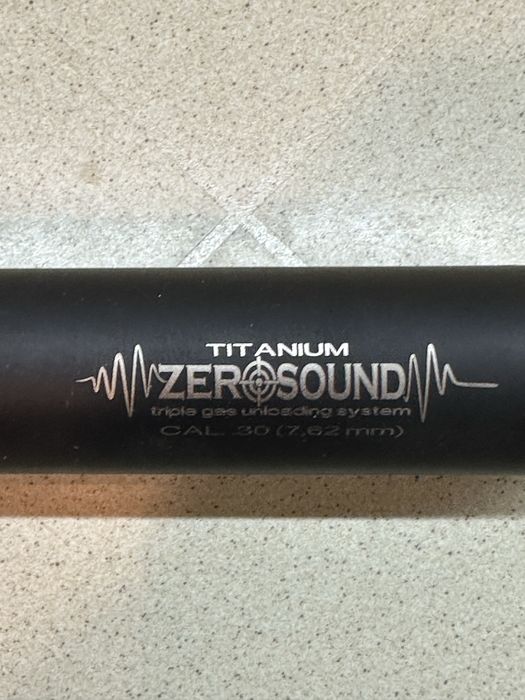 TITANIUM
ZEROSOUND
triple gas unloading system
CAL. .30 (7,62 mm)